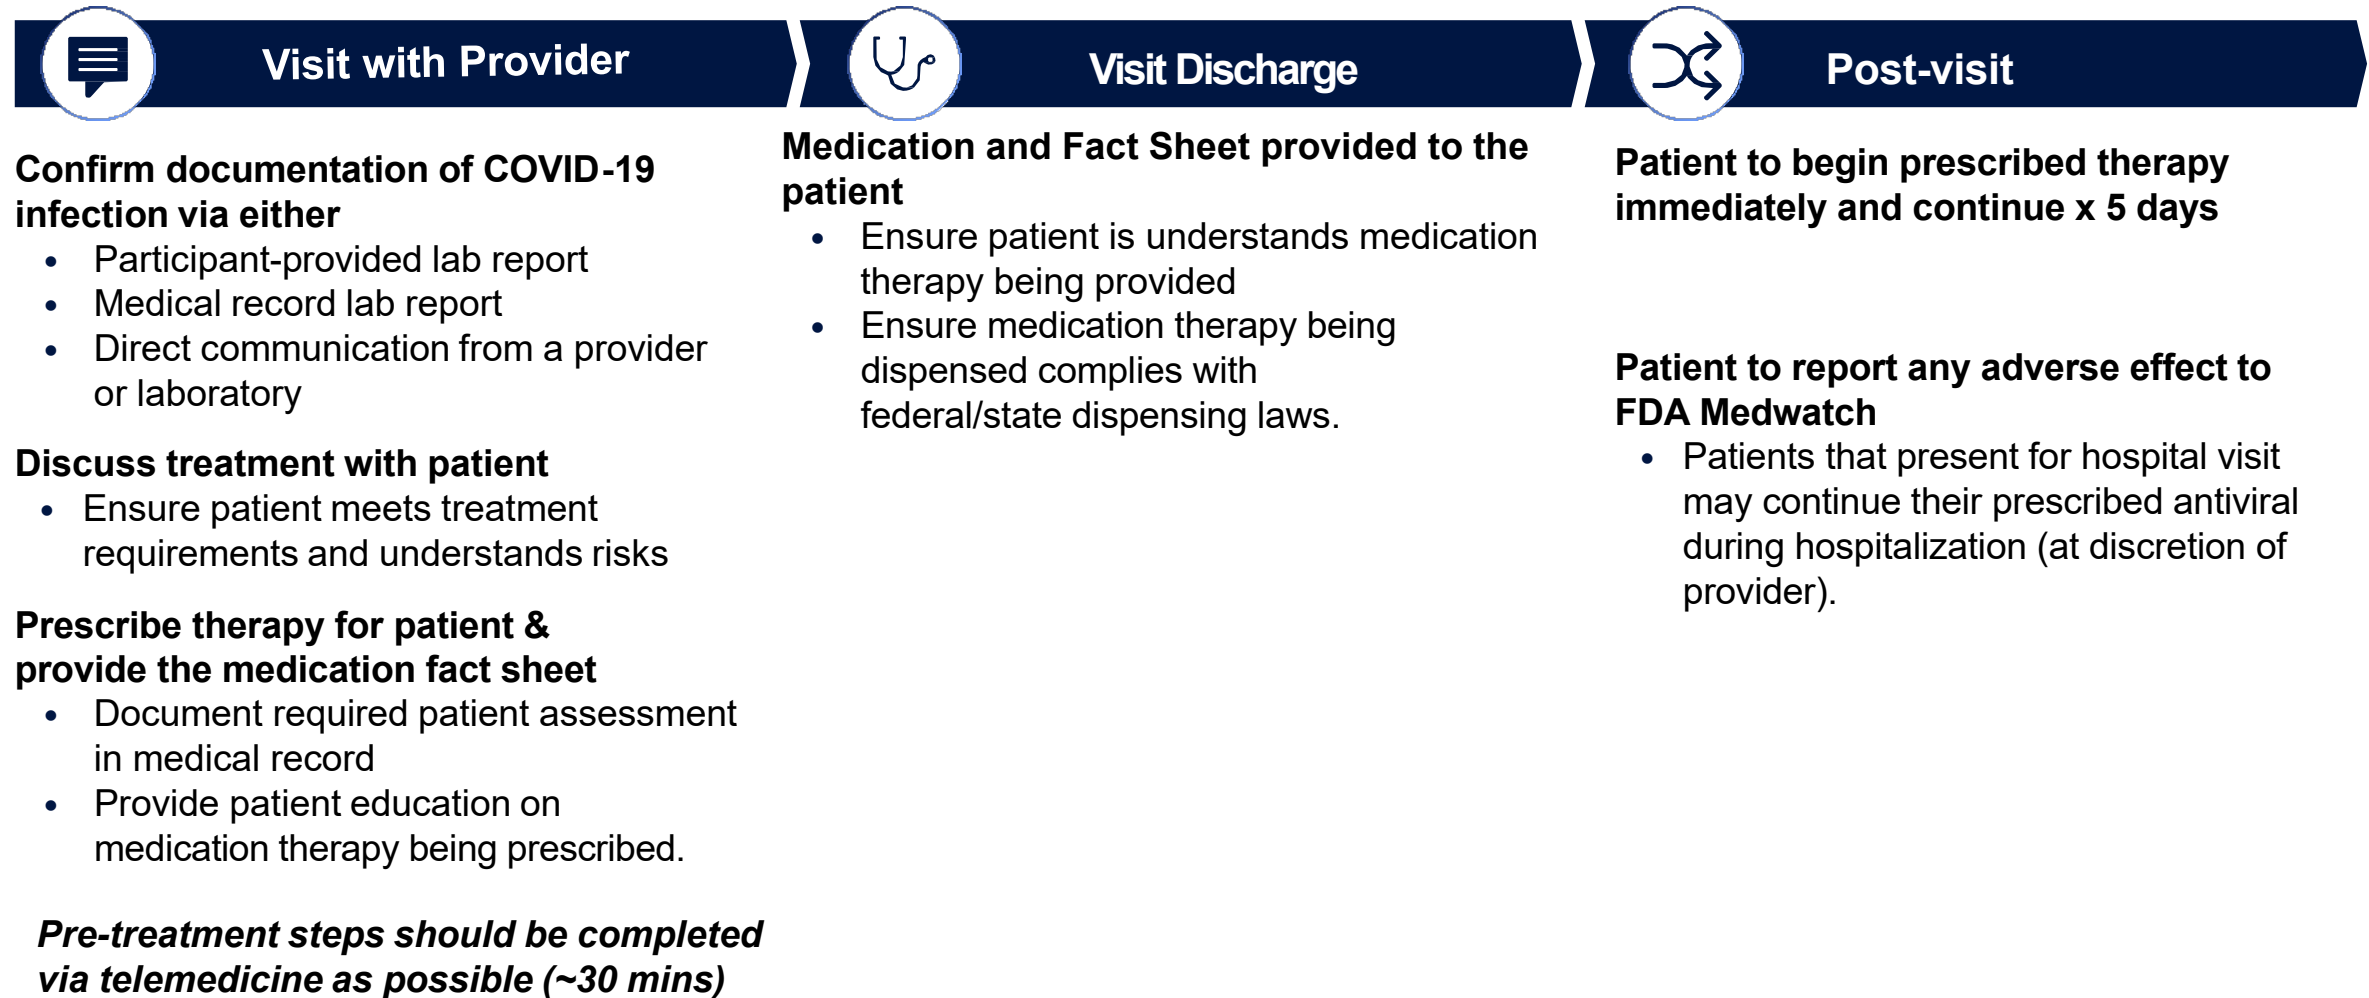 Visit with Provider
Visit Discharge
Post-visit
Confirm documentation of COVID-19
infection via either
• Participant-provided lab report
• Medical record lab report
• Direct communication from a provider
or laboratory
Discuss treatment with patient
• Ensure patient meets treatment
requirements and understands risks
Prescribe therapy for patient &
provide the medication fact sheet
• Document required patient assessment
in medical record
• Provide patient education on
medication therapy being prescribed.
Pre-treatment steps should be completed
via telemedicine as possible (~30 mins)
Medication and Fact Sheet provided to the
patient
• Ensure patient is understands medication
therapy being provided
• Ensure medication therapy being
dispensed complies with
federal/state dispensing laws.
Patient to begin prescribed therapy
immediately and continue x 5 days
Patient to report any adverse effect to
FDA Medwatch
• Patients that present for hospital visit
may continue their prescribed antiviral
during hospitalization (at discretion of
provider).